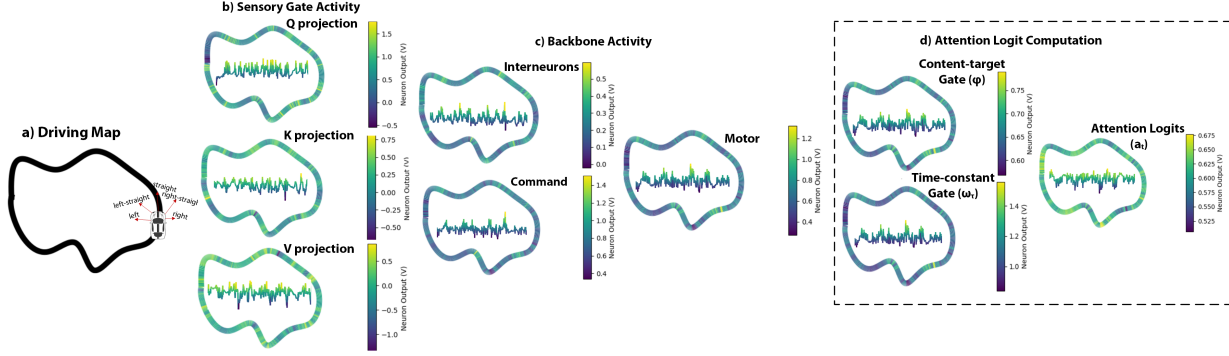 b) Sensory Gate Activity
Q projection
1.5
1.0
0.5
0.0
−0.5
Neuron Output (V)
K projection
0.75
0.50
0.25
0.00
−0.25
−0.50
Neuron Output (V)
V projection
0.5
0.0
−0.5
−1.0
Neuron Output (V)
a) Driving Map
straight
left-straight
left
right
c) Backbone Activity
Interneurons
0.5
0.4
0.3
0.2
0.1
0.0
Neuron Output (V)
Command
1.4
1.2
1.0
0.8
0.6
0.4
Neuron Output (V)
Motor
1.2
1.0
0.8
0.6
0.4
Neuron Output (V)
d) Attention Logit Computation
Content-target
Gate (φ)
0.75
0.70
0.65
0.60
Neuron Output (V)
Time-constant
Gate (ωτ)
1.4
1.2
1.0
Neuron Output (V)
Attention Logits
(aₜ)
0.675
0.650
0.625
0.600
0.575
0.550
0.525
Neuron Output (V)